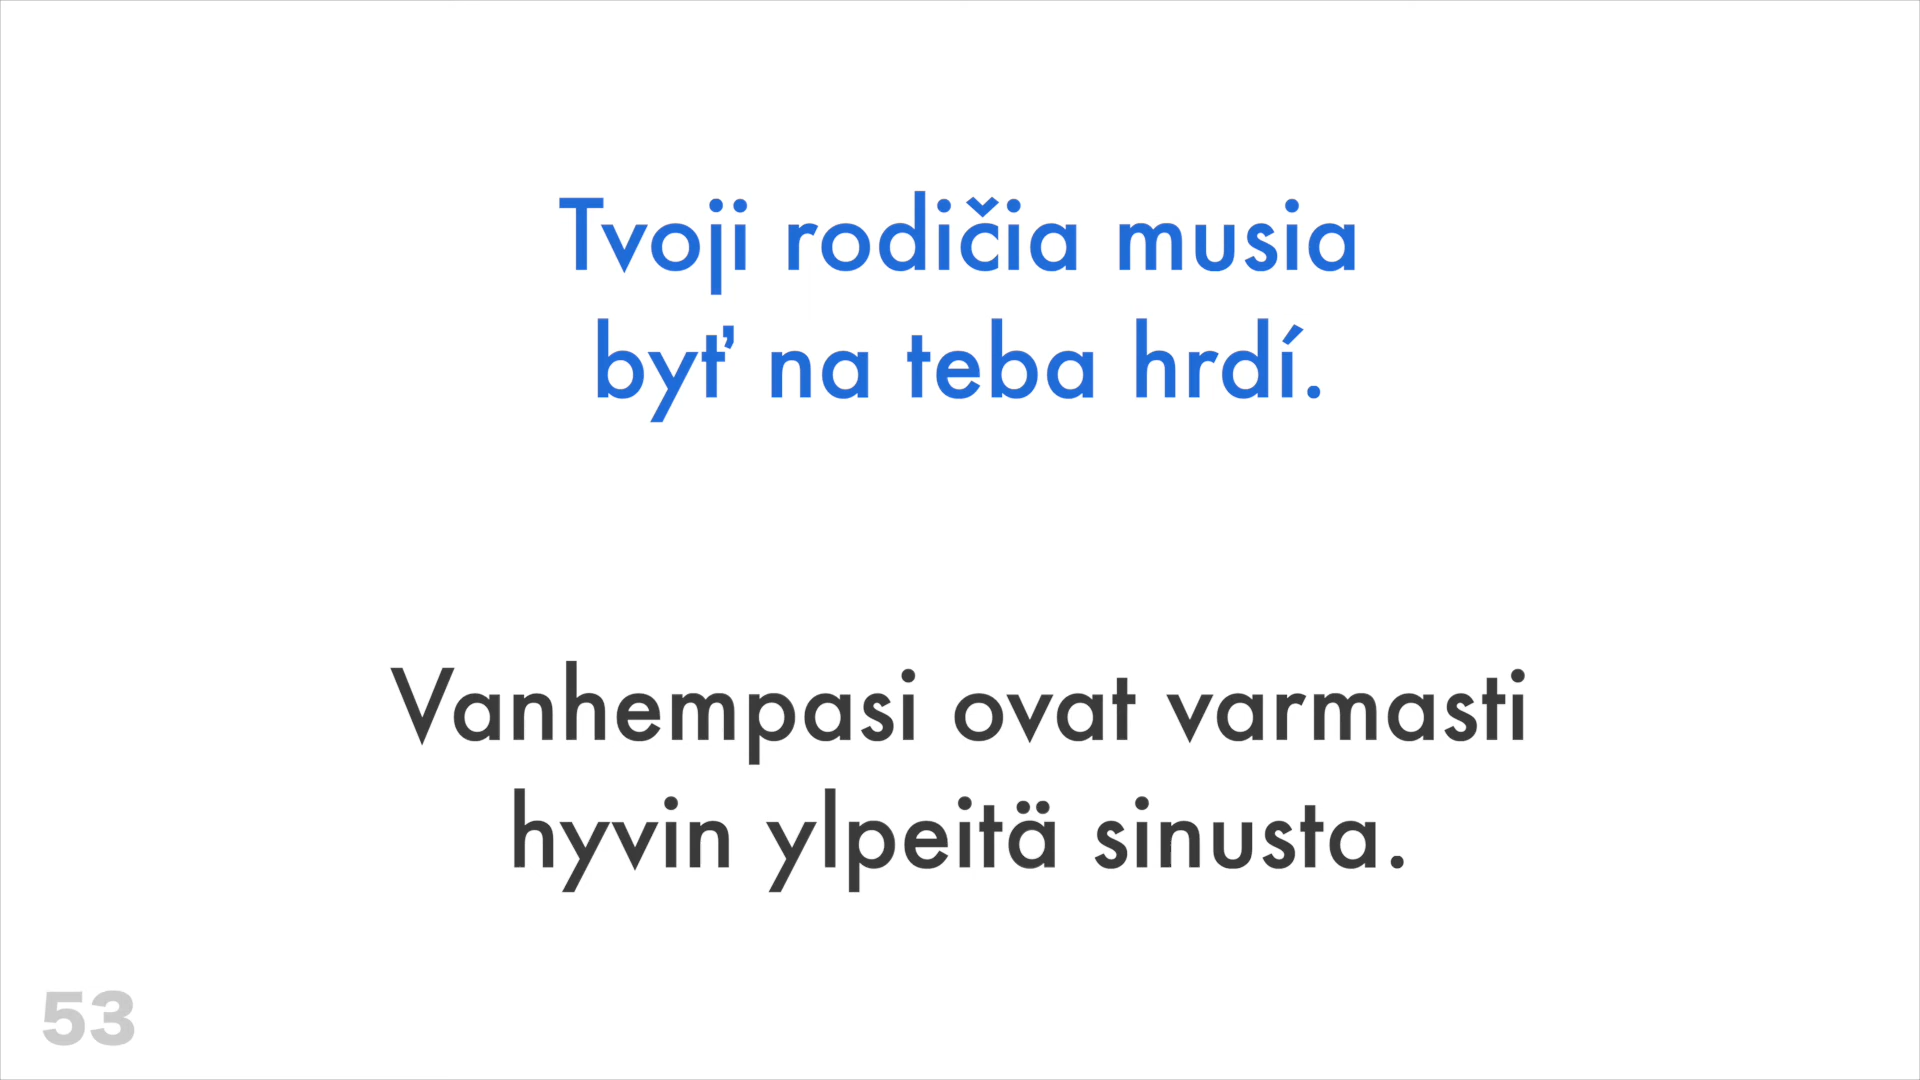 Tvoji rodičia musia
byť na teba hrdí.
Vanhempasi ovat varmasti
hyvin ylpeitä sinusta.
53